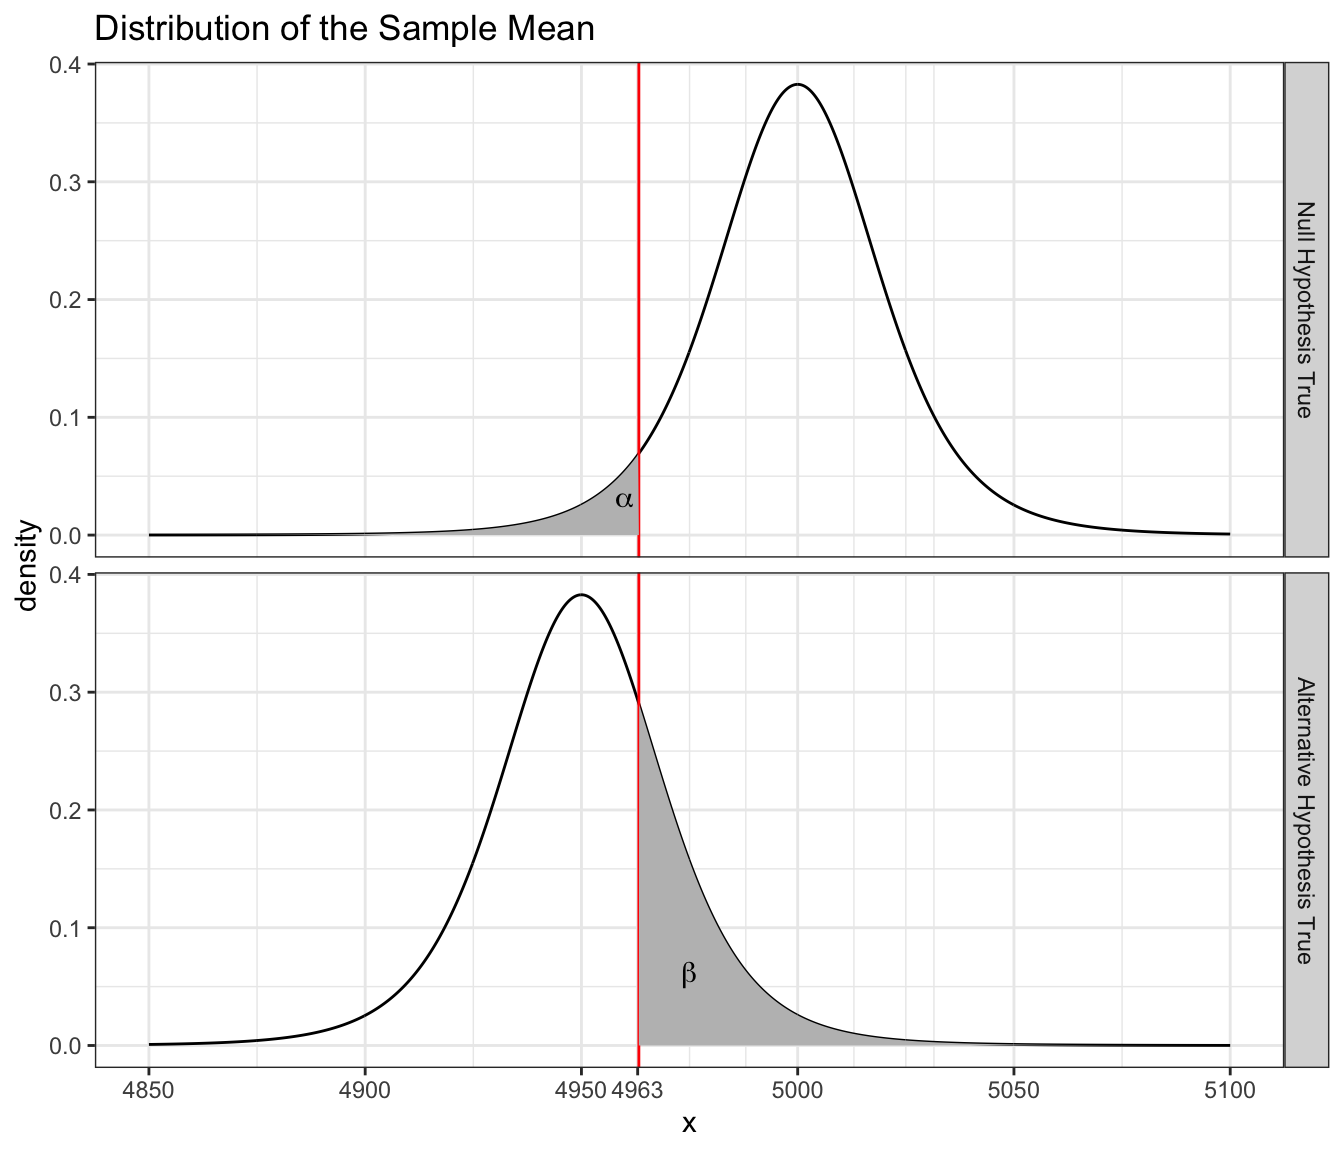 Distribution of the Sample Mean
density
0.4
0.3
0.2
0.1
0.0
α
Null Hypothesis True
0.4
0.3
0.2
0.1
0.0
β
Alternative Hypothesis True
4850 4900 4950 4963 5000 5050 5100
x